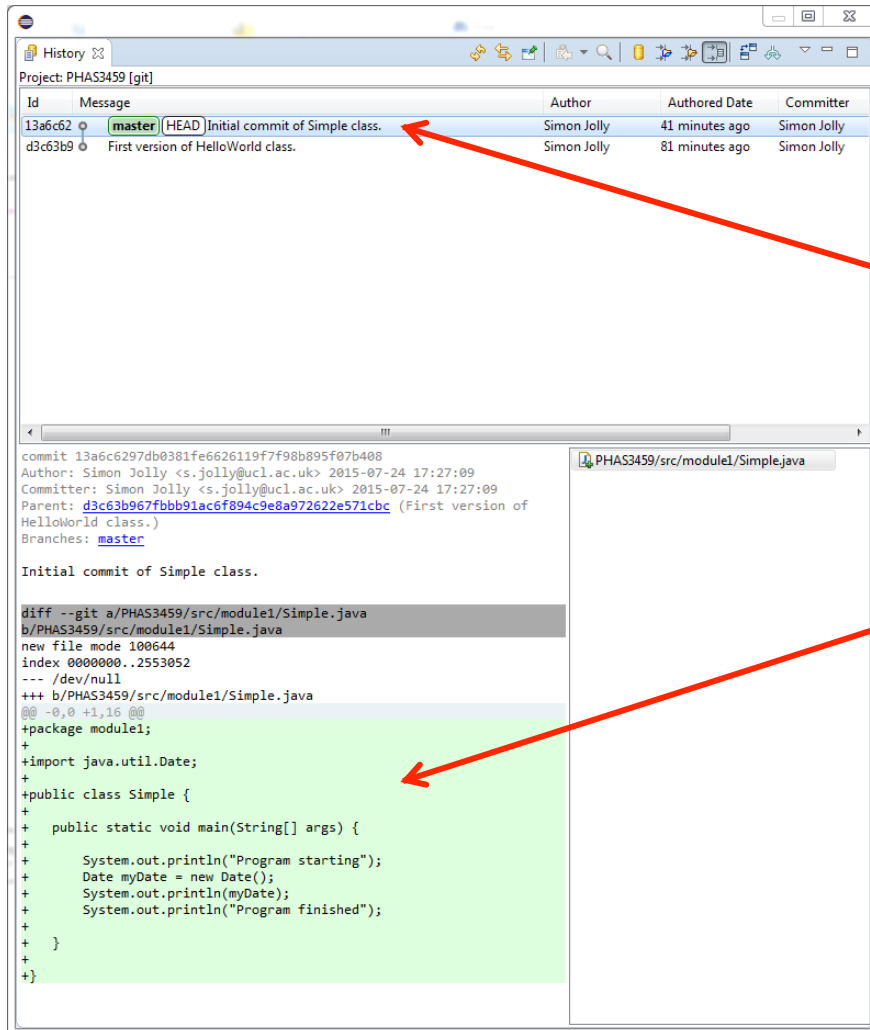 History
Project: PHAS3459 [git]
Id Message Author Authored Date Committer
13a6c62 master HEAD Initial commit of Simple class. Simon Jolly 41 minutes ago Simon Jolly
d3c63b9 First version of HelloWorld class. Simon Jolly 81 minutes ago Simon Jolly
commit 13a6c6297db0381fe6626119f7f98b895f07b408
Author: Simon Jolly <s.jolly@ucl.ac.uk> 2015-07-24 17:27:09
Committer: Simon Jolly <s.jolly@ucl.ac.uk> 2015-07-24 17:27:09
Parent: d3c63b967fbbb91ac6f894c9e8a972622e571cbc (First version of
HelloWorld class.)
Branches: master
Initial commit of Simple class.
diff --git a/PHAS3459/src/module1/Simple.java
b/PHAS3459/src/module1/Simple.java
new file mode 100644
index 0000000..2553052
--- /dev/null
+++ b/PHAS3459/src/module1/Simple.java
@@ -0,0 +1,16 @@
+package module1;
+
+import java.util.Date;
+
+public class Simple {
+
+   public static void main(String[] args) {
+
+       System.out.println("Program starting");
+       Date myDate = new Date();
+       System.out.println(myDate);
+       System.out.println("Program finished");
+
+   }
+
+}
PHAS3459/src/module1/Simple.java